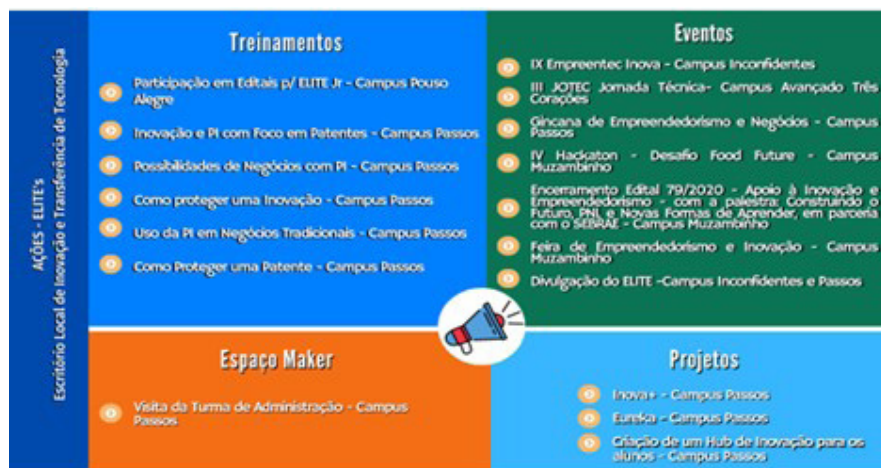 AÇÕES - ELITE's
Escritório Local de Inovação e Transferência de Tecnologia
Treinamentos
Participação em Editais p/ ELITE Jr - Campus Pouso
Alegre
Inovação e PI com Foco em Patentes - Campus Passos
Possibilidades de Negócios com PI - Campus Passos
Como proteger uma Inovação - Campus Passos
Uso da PI em Negócios Tradicionais - Campus Passos
Como Proteger uma Patente - Campus Passos
Eventos
IX Empreentec Inova - Campus Inconfidentes
III JOTEC Jornada Técnica- Campus Avançado Três
Corações
Gincana de Empreendedorismo e Negócios - Campus
Passos
IV Hackaton - Desafio Food Future - Campus
Muzambinho
Encerramento Edital 79/2020 - Apoio à Inovação e
Empreendedorismo - com a palestra: Construindo o
Futuro, PNL e Novas Formas de Aprender, em parceria
com o SEBRAE - Campus Muzambinho
Feira de Empreendedorismo e Inovação - Campus
Muzambinho
Divulgação do ELITE -Campus Inconfidentes e Passos
Espaço Maker
Visita da Turma de Administração - Campus
Passos
Projetos
Inova+ - Campus Passos
Eureka - Campus Passos
Criação de um Hub de Inovação para os
alunos - Campus Passos